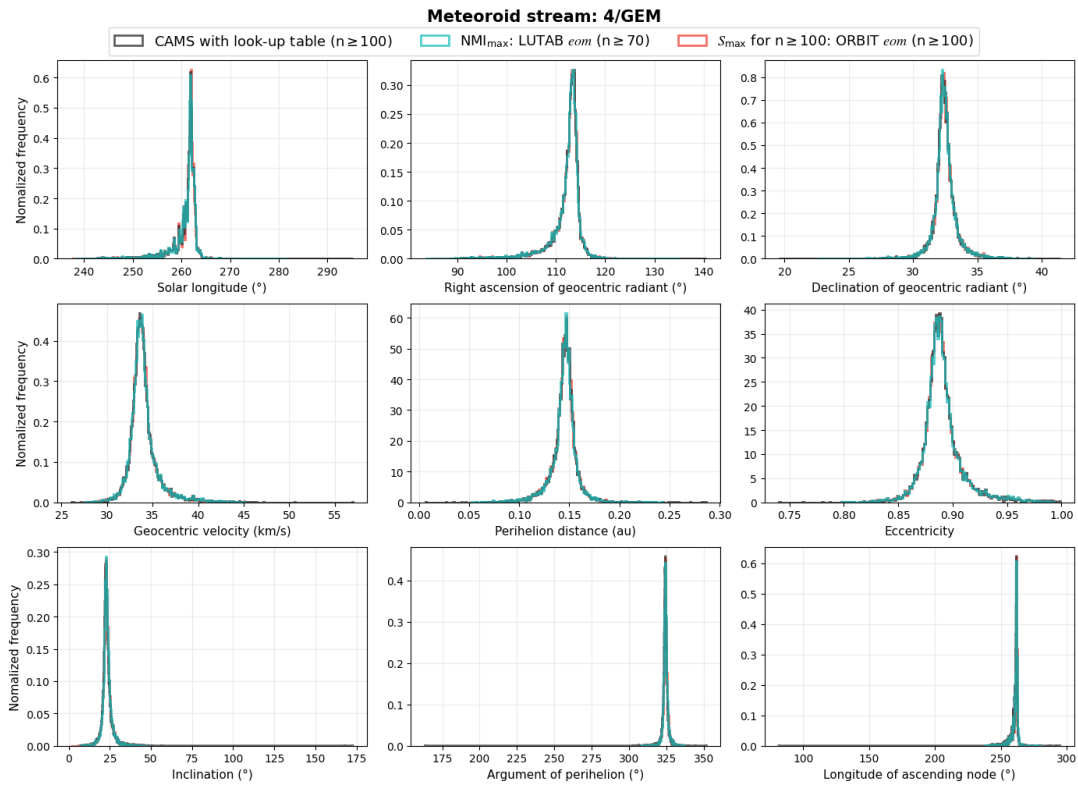 Meteoroid stream: 4/GEM
CAMS with look-up table (n ≥ 100)
NMI_max: LUTAB eom (n ≥ 70)
S_max for n ≥ 100: ORBIT eom (n ≥ 100)
Nomalized frequency
0.0 0.1 0.2 0.3 0.4 0.5 0.6
240 250 260 270 280 290
Solar longitude (°)
0.00 0.05 0.10 0.15 0.20 0.25 0.30
90 100 110 120 130 140
Right ascension of geocentric radiant (°)
0.0 0.1 0.2 0.3 0.4 0.5 0.6 0.7 0.8
20 25 30 35 40
Declination of geocentric radiant (°)
Nomalized frequency
0.0 0.1 0.2 0.3 0.4
25 30 35 40 45 50 55
Geocentric velocity (km/s)
0 10 20 30 40 50 60
0.00 0.05 0.10 0.15 0.20 0.25 0.30
Perihelion distance (au)
0 5 10 15 20 25 30 35 40
0.75 0.80 0.85 0.90 0.95 1.00
Eccentricity
Nomalized frequency
0.00 0.05 0.10 0.15 0.20 0.25 0.30
0 25 50 75 100 125 150 175
Inclination (°)
0.0 0.1 0.2 0.3 0.4
175 200 225 250 275 300 325 350
Argument of perihelion (°)
0.0 0.1 0.2 0.3 0.4 0.5 0.6
100 150 200 250 300
Longitude of ascending node (°)